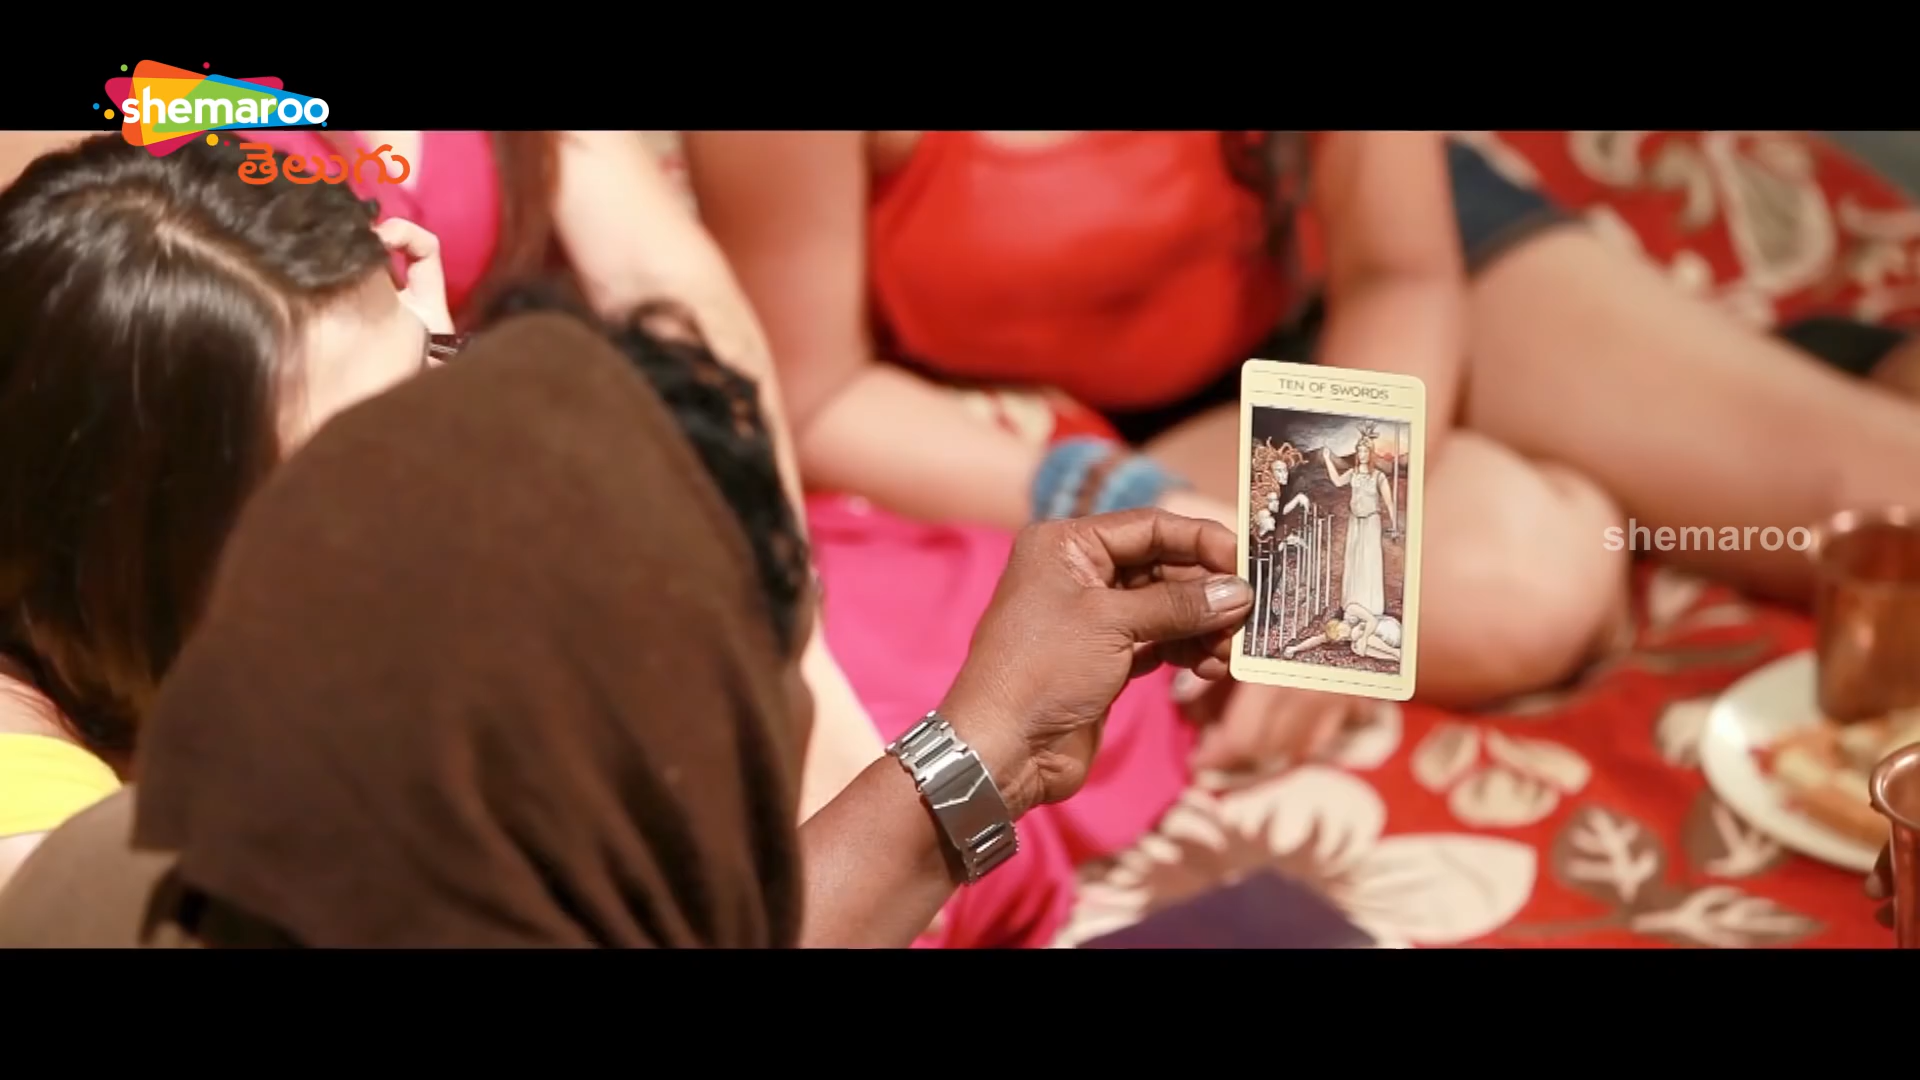 shemaroo
తెలుగు
TEN OF SWORDS
shemaroo